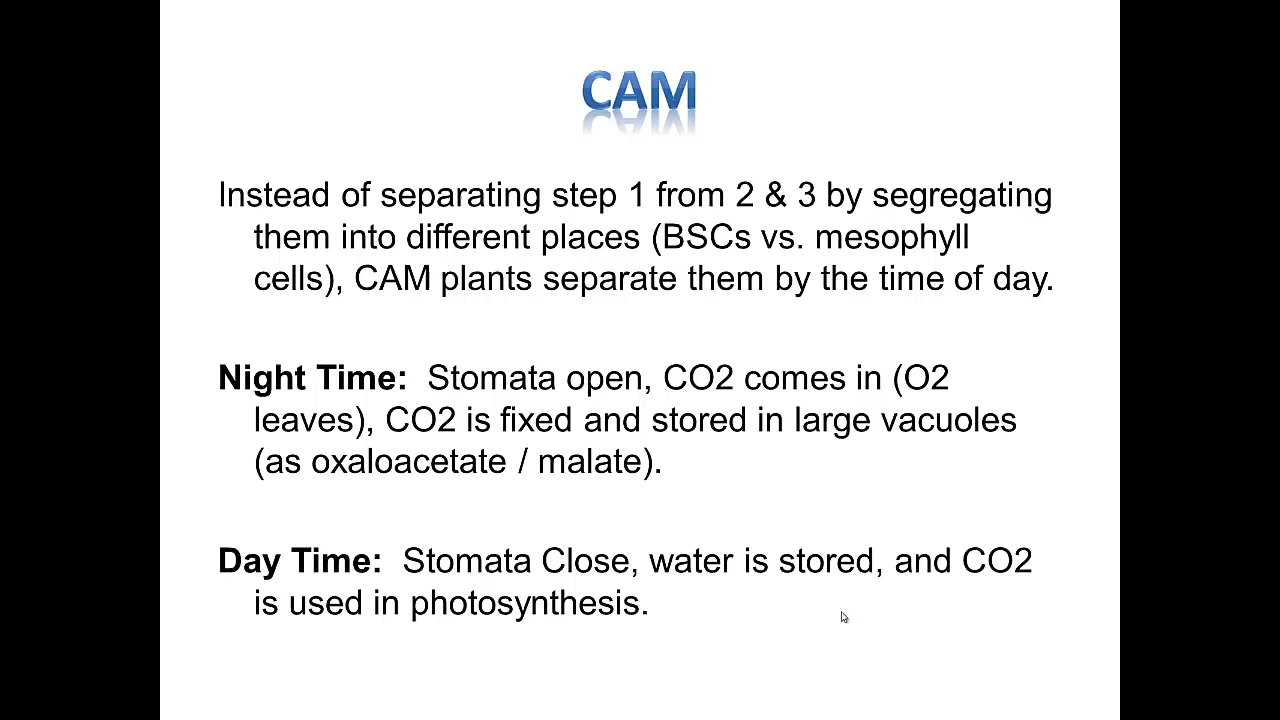 CAM
Instead of separating step 1 from 2 & 3 by segregating
them into different places (BSCs vs. mesophyll
cells), CAM plants separate them by the time of day.
Night Time:  Stomata open, CO2 comes in (O2
leaves), CO2 is fixed and stored in large vacuoles
(as oxaloacetate / malate).
Day Time:  Stomata Close, water is stored, and CO2
is used in photosynthesis.